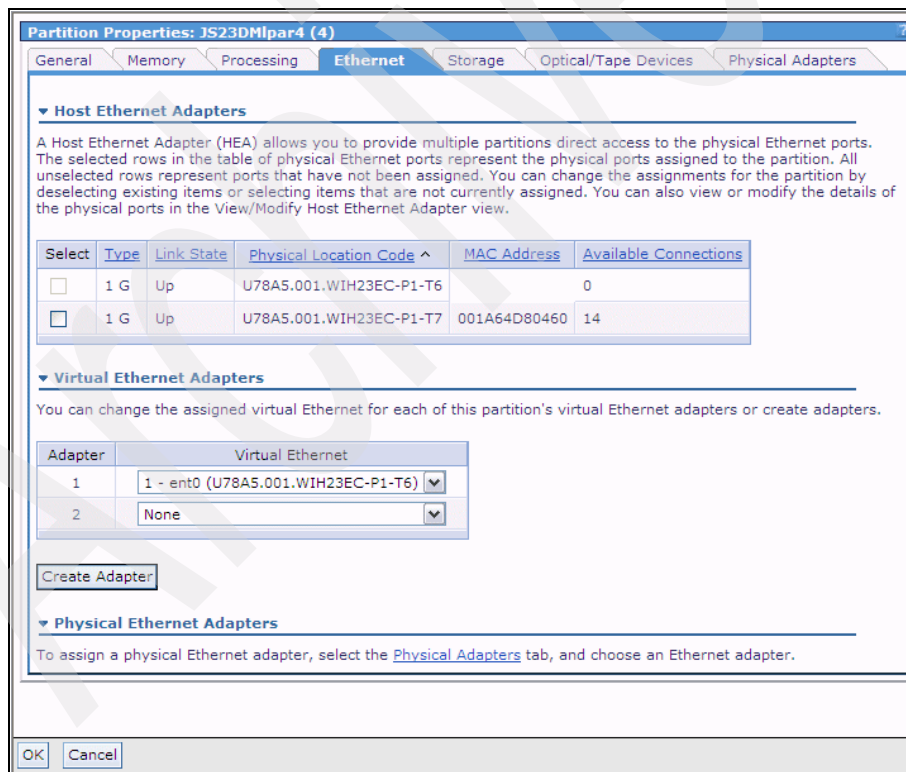 Partition Properties: JS23DMlpar4 (4) ?
General Memory Processing Ethernet Storage Optical/Tape Devices Physical Adapters
Host Ethernet Adapters
A Host Ethernet Adapter (HEA) allows you to provide multiple partitions direct access to the physical Ethernet ports.
The selected rows in the table of physical Ethernet ports represent the physical ports assigned to the partition. All
unselected rows represent ports that have not been assigned. You can change the assignments for the partition by
deselecting existing items or selecting items that are not currently assigned. You can also view or modify the details of
the physical ports in the View/Modify Host Ethernet Adapter view.
Select Type Link State Physical Location Code ^ MAC Address Available Connections
1 G Up U78A5.001.WIH23EC-P1-T6 0
1 G Up U78A5.001.WIH23EC-P1-T7 001A64D80460 14
Virtual Ethernet Adapters
You can change the assigned virtual Ethernet for each of this partition's virtual Ethernet adapters or create adapters.
Adapter Virtual Ethernet
1 1 - ent0 (U78A5.001.WIH23EC-P1-T6)
2 None
Create Adapter
Physical Ethernet Adapters
To assign a physical Ethernet adapter, select the Physical Adapters tab, and choose an Ethernet adapter.
OK Cancel